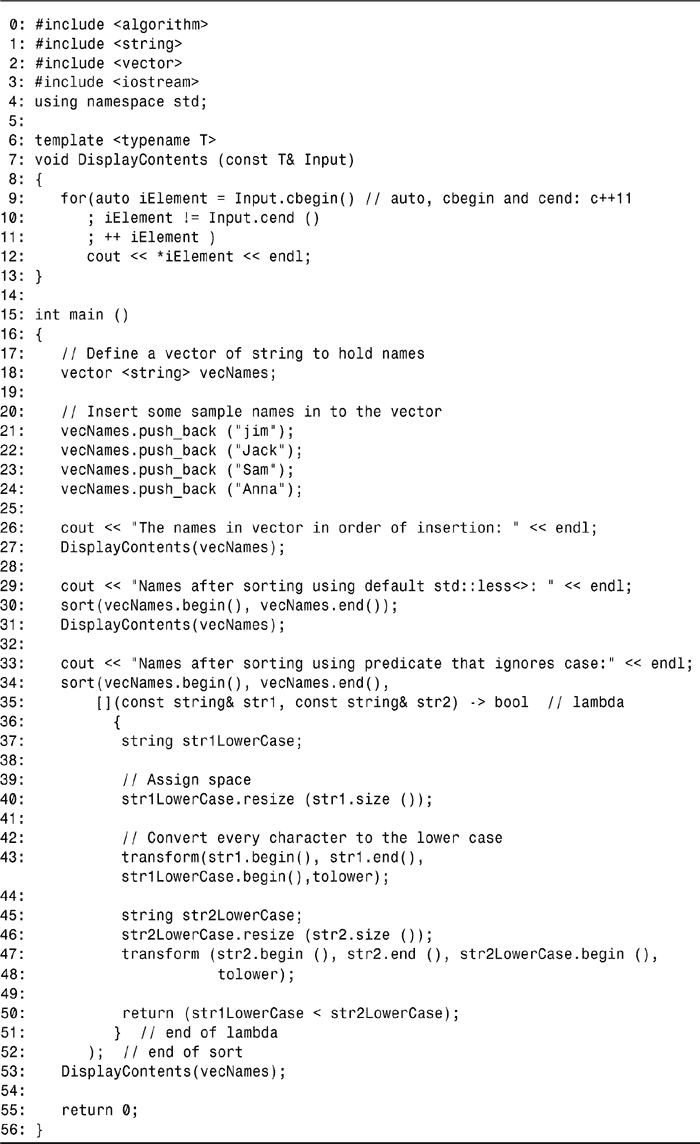 0: #include <algorithm>
1: #include <string>
2: #include <vector>
3: #include <iostream>
4: using namespace std;
5:
6: template <typename T>
7: void DisplayContents (const T& Input)
8: {
9:    for(auto iElement = Input.cbegin() // auto, cbegin and cend: c++11
10:       ; iElement != Input.cend ()
11:       ; ++ iElement )
12:       cout << *iElement << endl;
13: }
14:
15: int main ()
16: {
17:    // Define a vector of string to hold names
18:    vector <string> vecNames;
19:
20:    // Insert some sample names in to the vector
21:    vecNames.push_back ("jim");
22:    vecNames.push_back ("Jack");
23:    vecNames.push_back ("Sam");
24:    vecNames.push_back ("Anna");
25:
26:    cout << "The names in vector in order of insertion: " << endl;
27:    DisplayContents(vecNames);
28:
29:    cout << "Names after sorting using default std::less<>: " << endl;
30:    sort(vecNames.begin(), vecNames.end());
31:    DisplayContents(vecNames);
32:
33:    cout << "Names after sorting using predicate that ignores case:" << endl;
34:    sort(vecNames.begin(), vecNames.end(),
35:        [](const string& str1, const string& str2) -> bool  // lambda
36:          {
37:           string str1LowerCase;
38:
39:           // Assign space
40:           str1LowerCase.resize (str1.size ());
41:
42:           // Convert every character to the lower case
43:           transform(str1.begin(), str1.end(),
           str1LowerCase.begin(),tolower);
44:
45:           string str2LowerCase;
46:           str2LowerCase.resize (str2.size ());
47:           transform (str2.begin (), str2.end (), str2LowerCase.begin (),
48:                      tolower);
49:
50:           return (str1LowerCase < str2LowerCase);
51:          }  // end of lambda
52:       );  // end of sort
53:    DisplayContents(vecNames);
54:
55:    return 0;
56: }